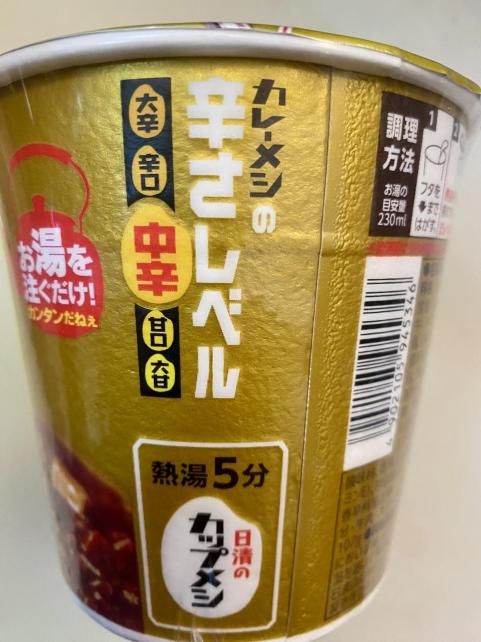 カレーメシの
辛さレベル
大辛
辛口
中辛
甘口
大甘
お湯を
注ぐだけ!
カンタンだねぇ
熱湯5分
日清の
カップメシ
調理
方法
お湯の
目安量
230ml
1
フタを
まで
はがす。
4902105945346